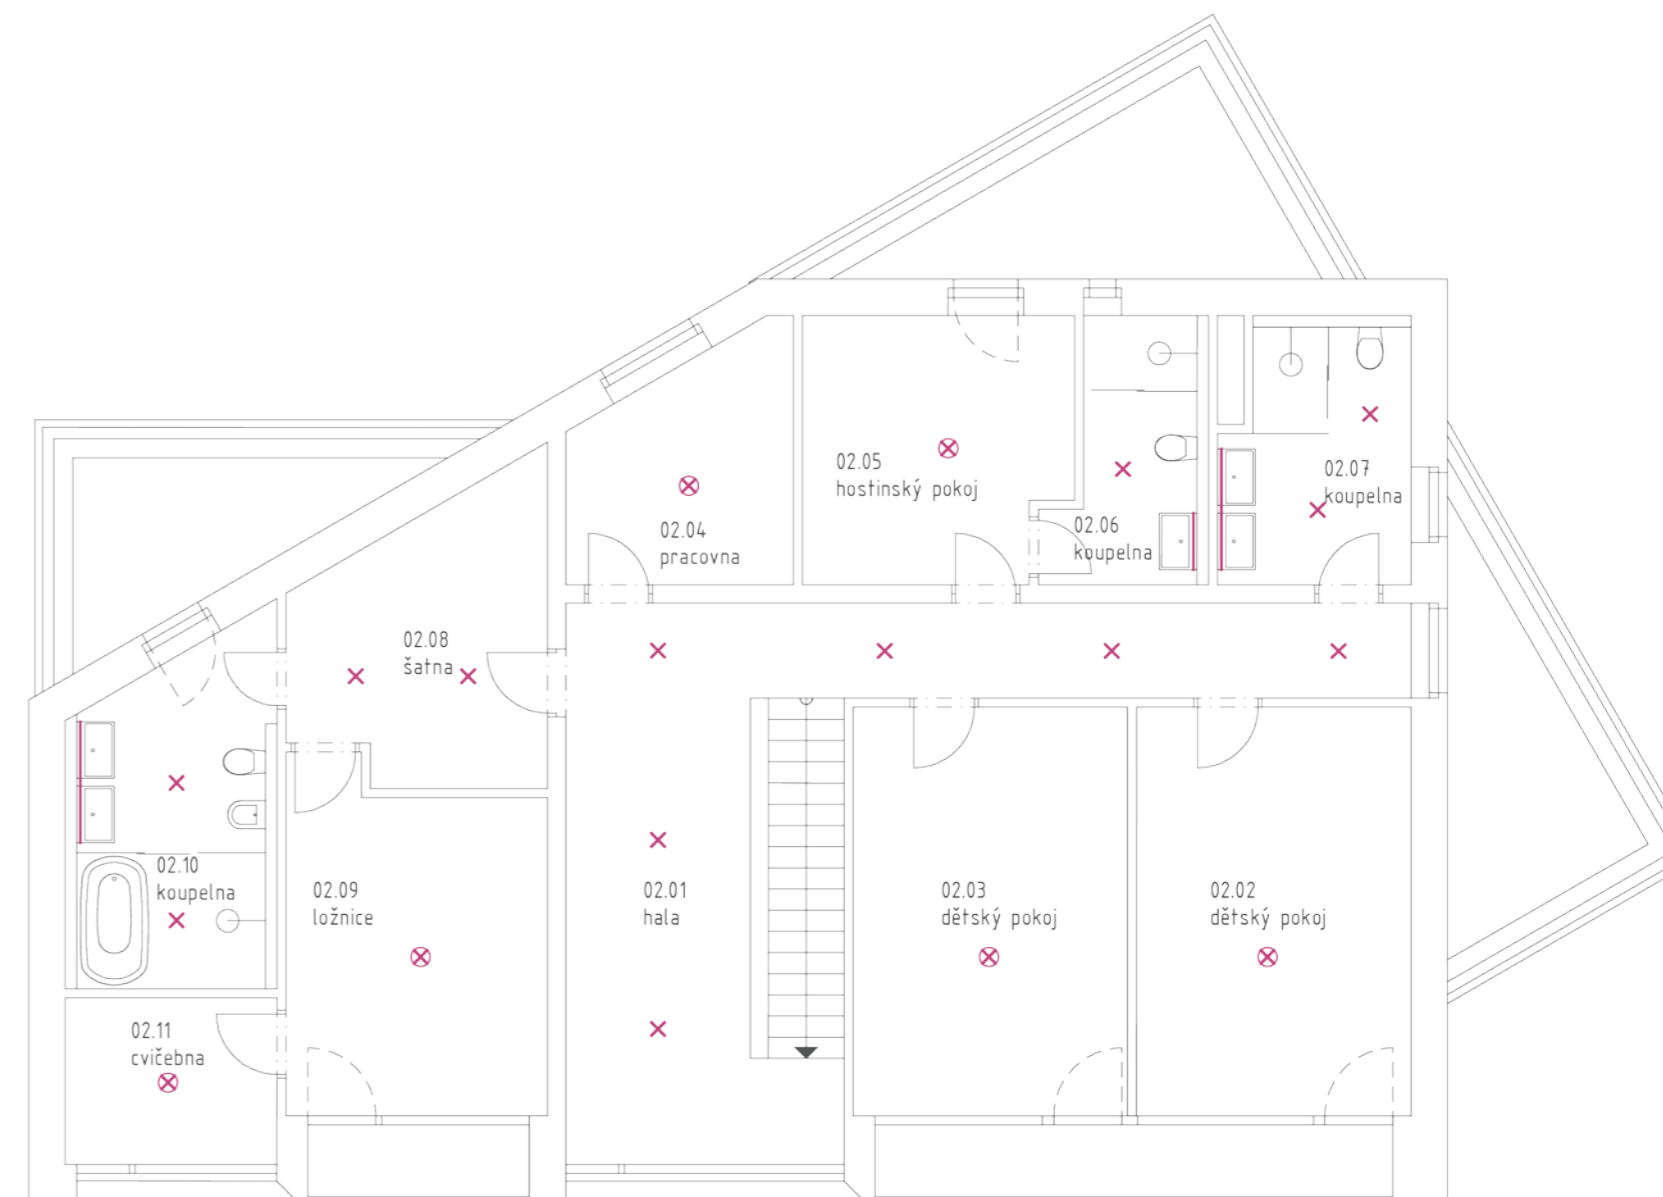 02.05
hostinský pokoj
02.07
koupelna
02.06
koupelna
02.04
pracovna
02.08
šatna
02.10
koupelna
02.09
ložnice
02.01
hala
02.03
dětský pokoj
02.02
dětský pokoj
02.11
cvičebna